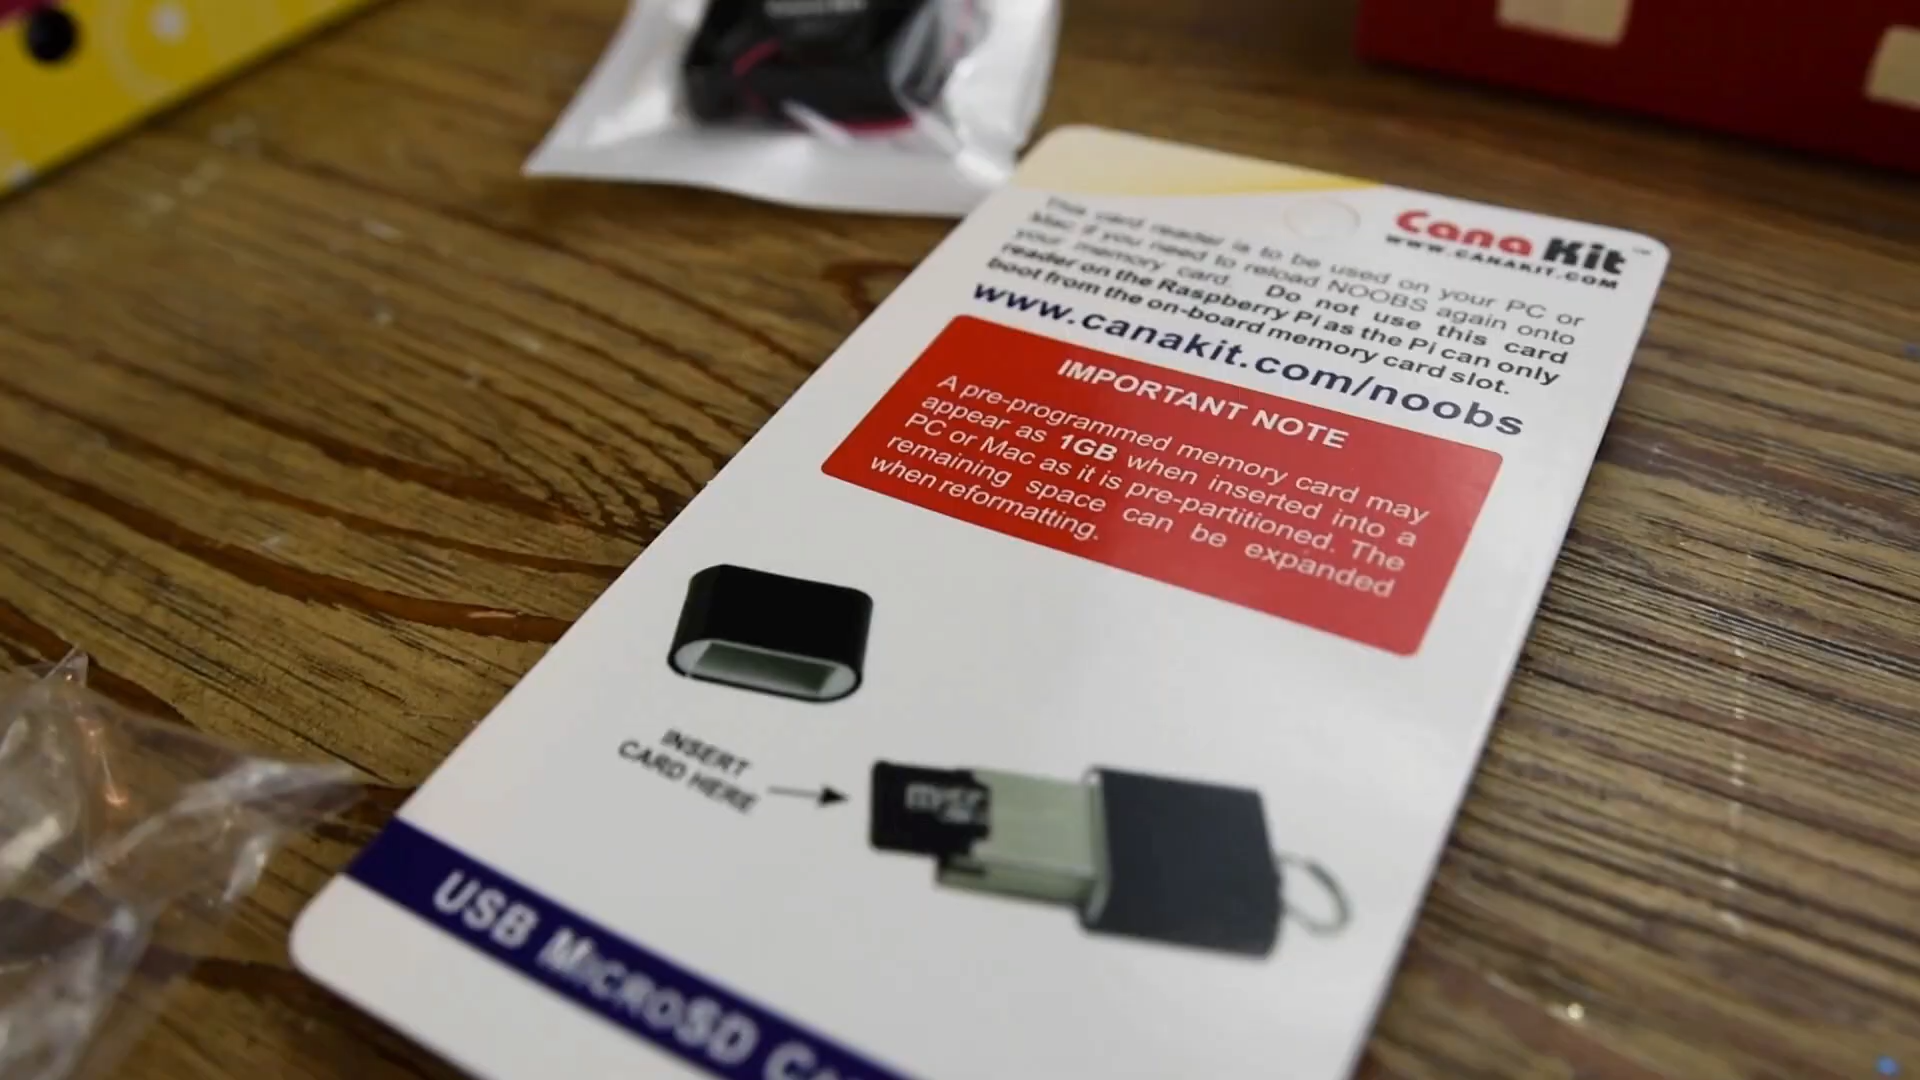 Cana Kit™
WWW.CANAKIT.COM
This card reader is to be used on your PC or
Mac if you need to reload NOOBS again onto
your memory card. Do not use this card
reader on the Raspberry Pi as the Pi can only
boot from the on-board memory card slot.
www.canakit.com/noobs
IMPORTANT NOTE
A pre-programmed memory card may
appear as 1GB when inserted into a
PC or Mac as it is pre-partitioned. The
remaining space can be expanded
when reformatting.
INSERT
CARD HERE
micro
USB MICROSD